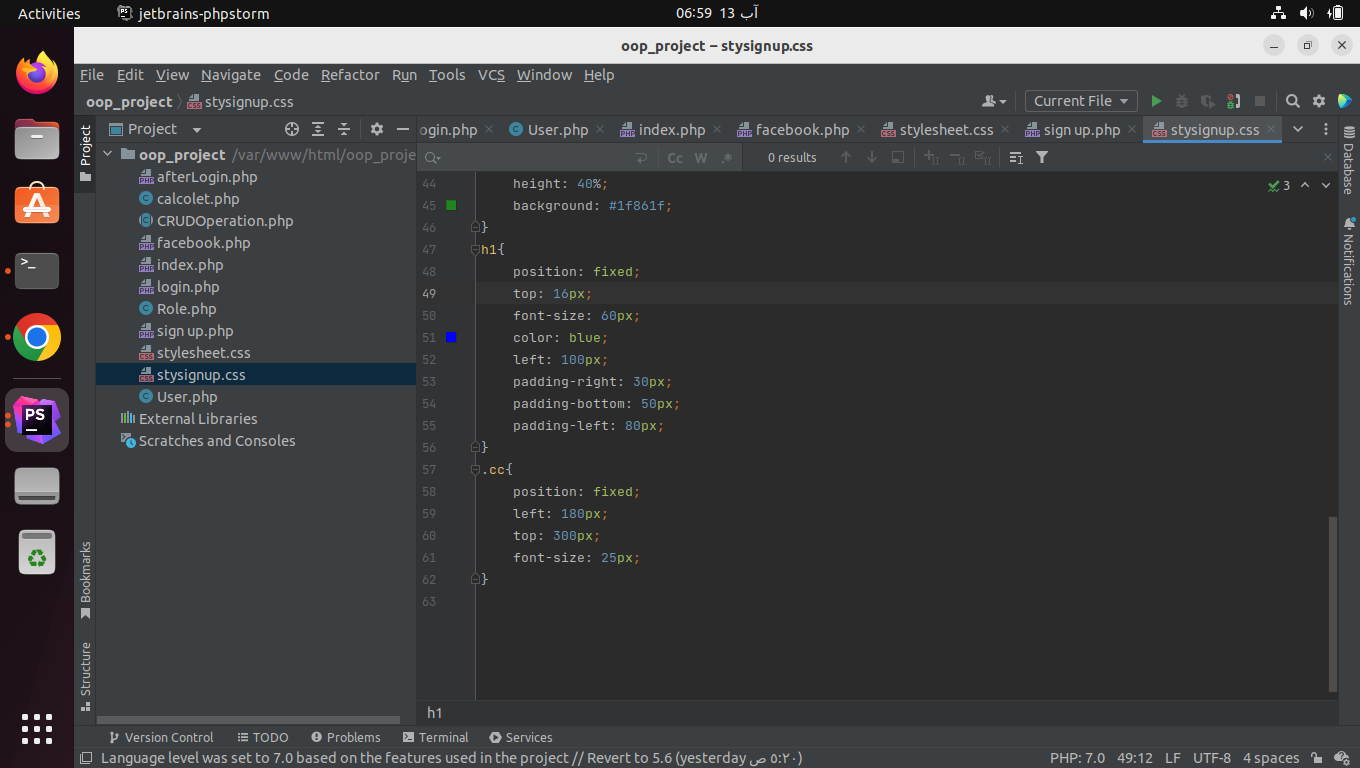 Activities
jetbrains-phpstorm
06:59 13 آب
oop_project – stysignup.css
File Edit View Navigate Code Refactor Run Tools VCS Window Help
oop_project stysignup.css
Current File
Project
ogin.php
User.php
index.php
facebook.php
stylesheet.css
sign up.php
stysignup.css
Project
oop_project /var/www/html/oop_proje
afterLogin.php
calcolet.php
CRUDOperation.php
facebook.php
index.php
login.php
Role.php
sign up.php
stylesheet.css
stysignup.css
User.php
External Libraries
Scratches and Consoles
Bookmarks
Structure
Cc W .* 0 results
3
44 height: 40%;
45 background: #1f861f;
46 }
47 h1{
48 position: fixed;
49 top: 16px;
50 font-size: 60px;
51 color: blue;
52 left: 100px;
53 padding-right: 30px;
54 padding-bottom: 50px;
55 padding-left: 80px;
56 }
57 .cc{
58 position: fixed;
59 left: 180px;
60 top: 300px;
61 font-size: 25px;
62 }
63
h1
Database
Notifications
Version Control TODO Problems Terminal Services
Language level was set to 7.0 based on the features used in the project // Revert to 5.6 (yesterday ٥:٢٠ ص)
PHP: 7.0 49:12 LF UTF-8 4 spaces